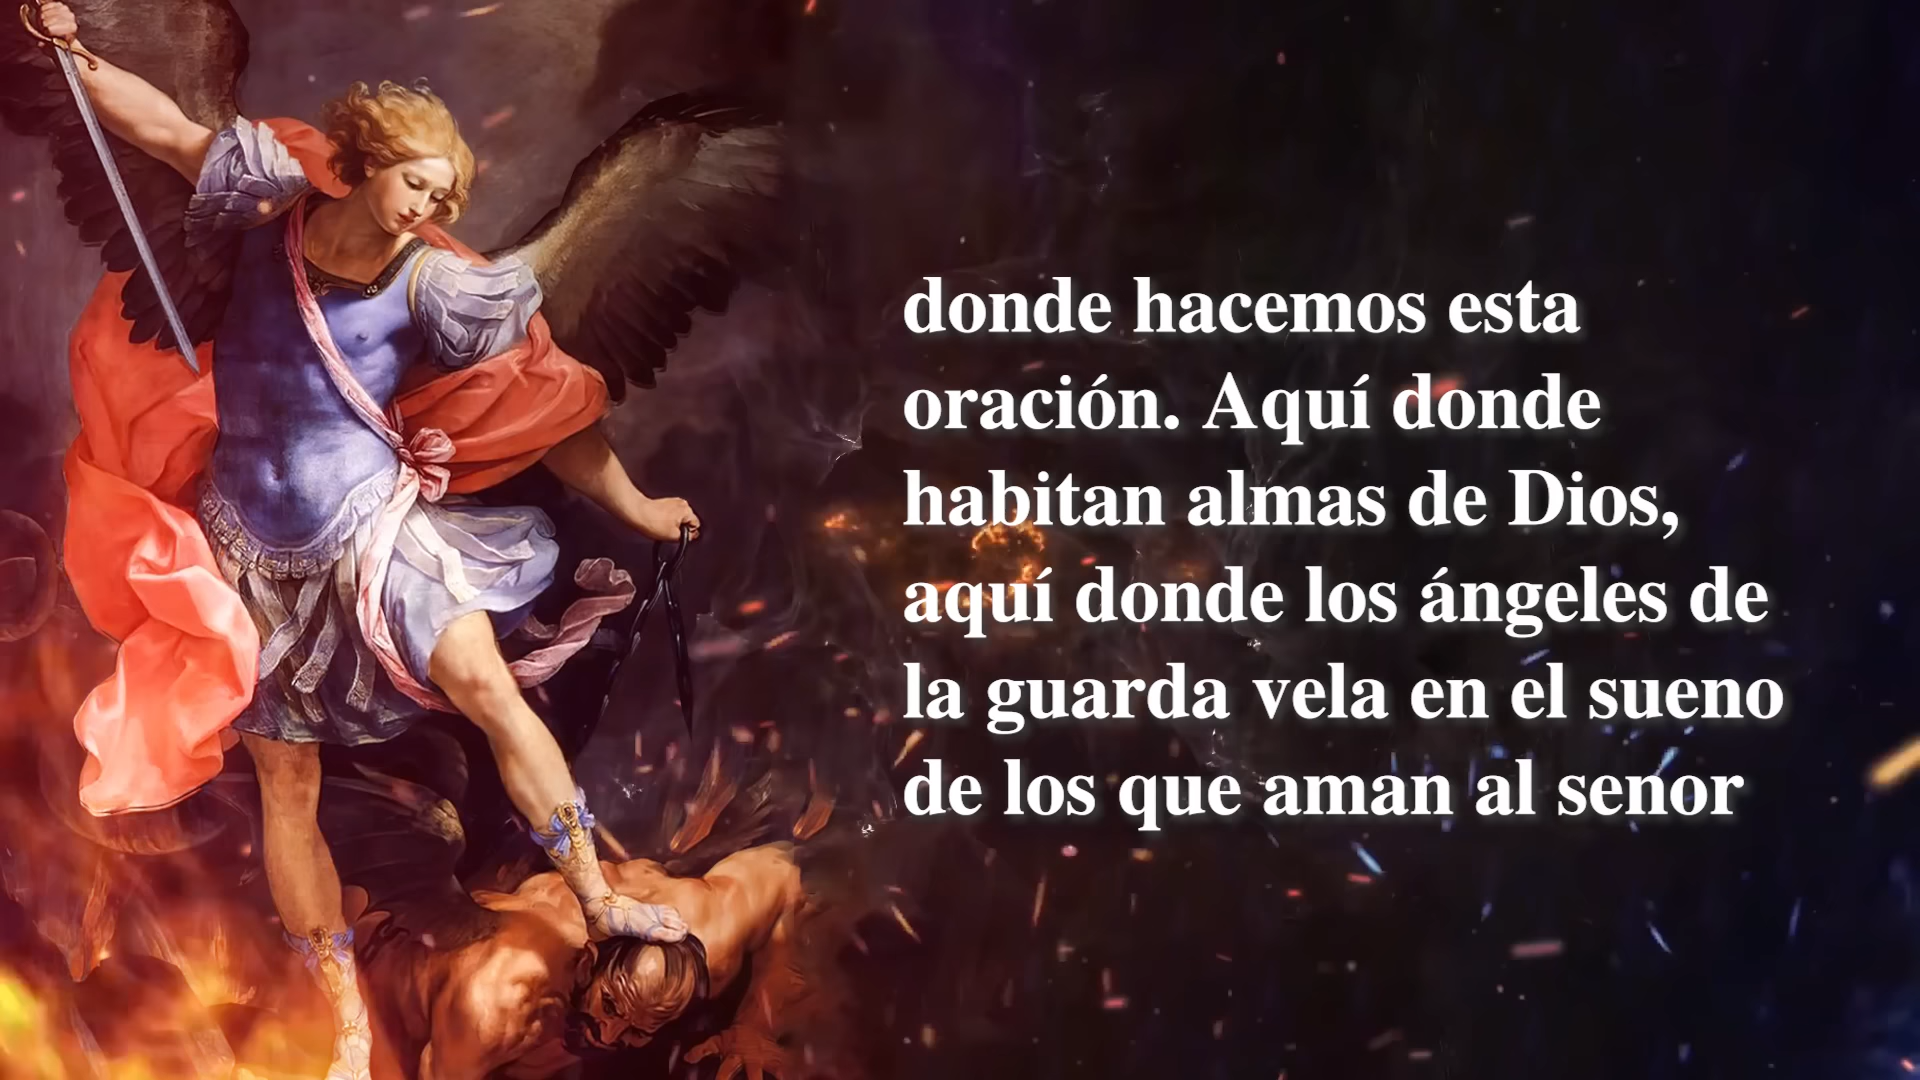 donde hacemos esta
oración. Aquí donde
habitan almas de Dios,
aquí donde los ángeles de
la guarda vela en el sueno
de los que aman al senor